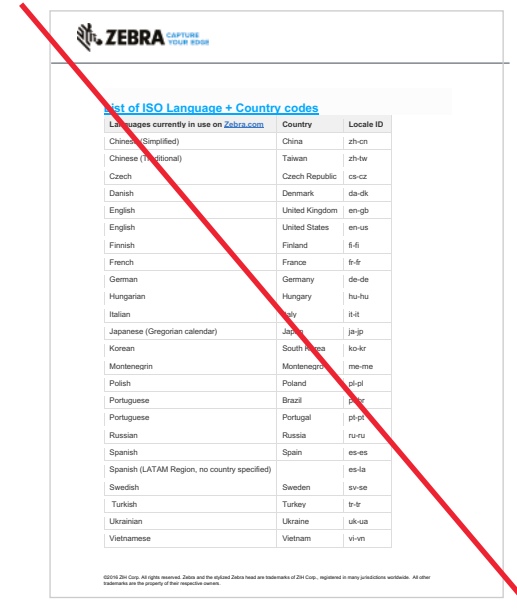 ZEBRA CAPTURE YOUR EDGE
List of ISO Language + Country codes
Languages currently in use on Zebra.com Country Locale ID
Chinese (Simplified) China zh-cn
Chinese (Traditional) Taiwan zh-tw
Czech Czech Republic cs-cz
Danish Denmark da-dk
English United Kingdom en-gb
English United States en-us
Finnish Finland fi-fi
French France fr-fr
German Germany de-de
Hungarian Hungary hu-hu
Italian Italy it-it
Japanese (Gregorian calendar) Japan ja-jp
Korean South Korea ko-kr
Montenegrin Montenegro me-me
Polish Poland pl-pl
Portuguese Brazil pt-br
Portuguese Portugal pt-pt
Russian Russia ru-ru
Spanish Spain es-es
Spanish (LATAM Region, no country specified) es-la
Swedish Sweden sv-se
Turkish Turkey tr-tr
Ukrainian Ukraine uk-ua
Vietnamese Vietnam vi-vn
©2016 ZIH Corp. All rights reserved. Zebra and the stylized Zebra head are trademarks of ZIH Corp., registered in many jurisdictions worldwide. All other
trademarks are the property of their respective owners.